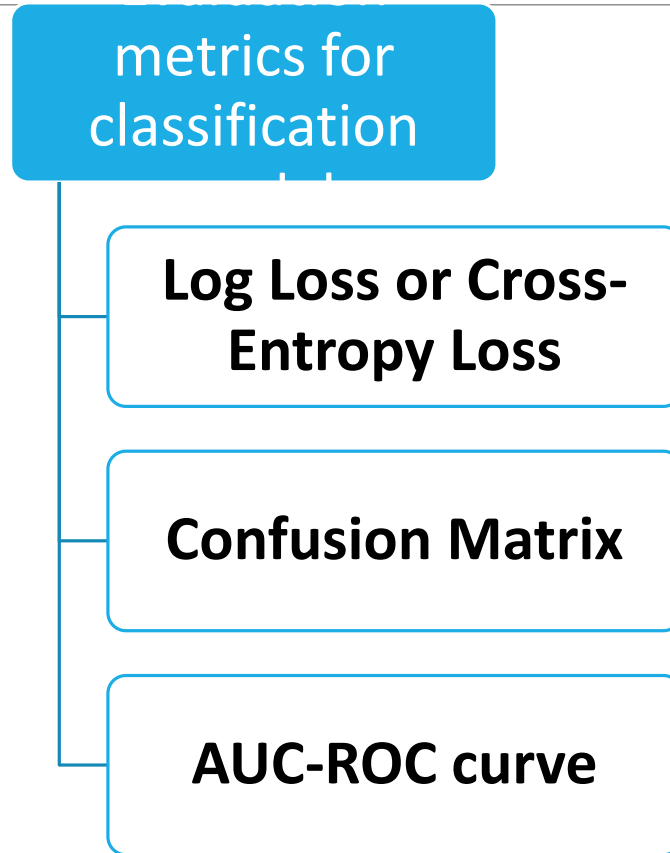 metrics for
classification
Log Loss or Cross-
Entropy Loss
Confusion Matrix
AUC-ROC curve